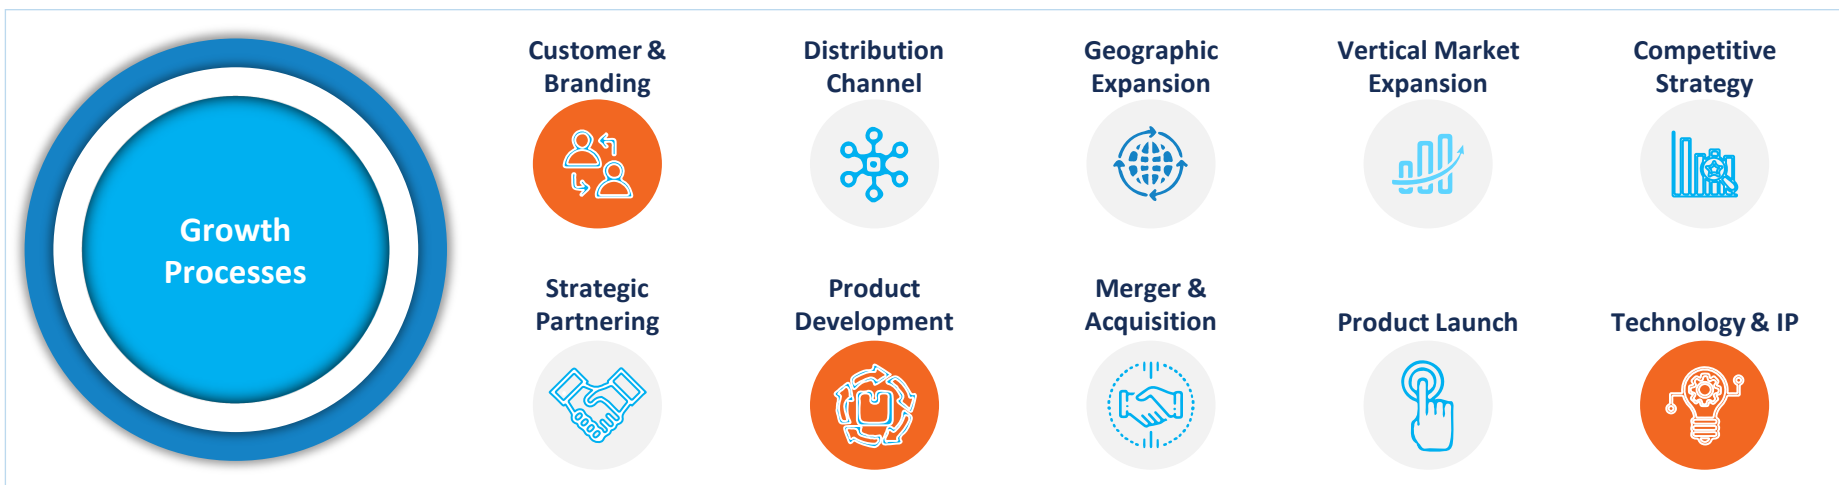 Growth
Processes
Customer &
Branding
Distribution
Channel
Geographic
Expansion
Vertical Market
Expansion
Competitive
Strategy
Strategic
Partnering
Product
Development
Merger &
Acquisition
Product Launch
Technology & IP